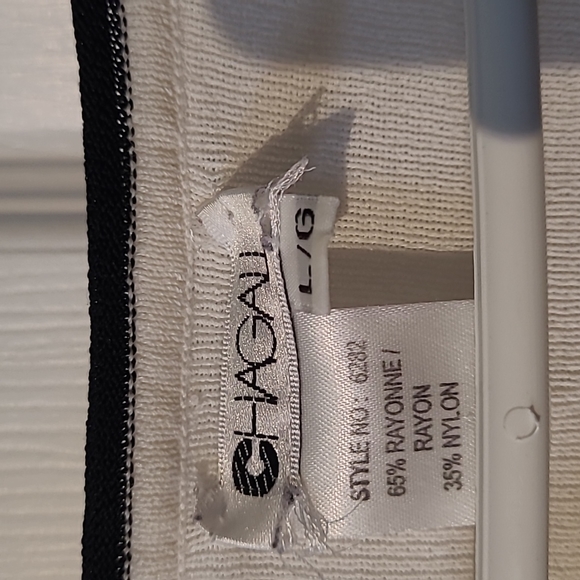 CHAGALL
L/G
STYLE NO: 6282
65% RAYONNE /
RAYON
35% NYLON